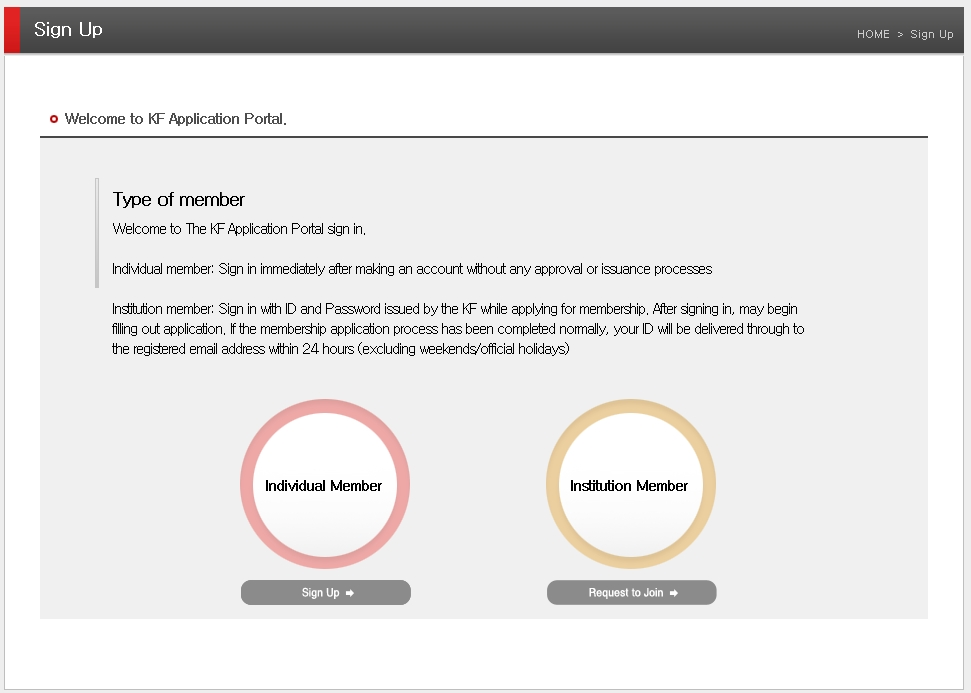 Sign Up
HOME > Sign Up
Welcome to KF Application Portal.
Type of member
Welcome to The KF Application Portal sign in.
Individual member: Sign in immediately after making an account without any approval or issuance processes
Institution member: Sign in with ID and Password issued by the KF while applying for membership. After signing in, may begin
filling out application. If the membership application process has been completed normally, your ID will be delivered through to
the registered email address within 24 hours (excluding weekends/official holidays)
Individual Member
Institution Member
Sign Up
Request to Join